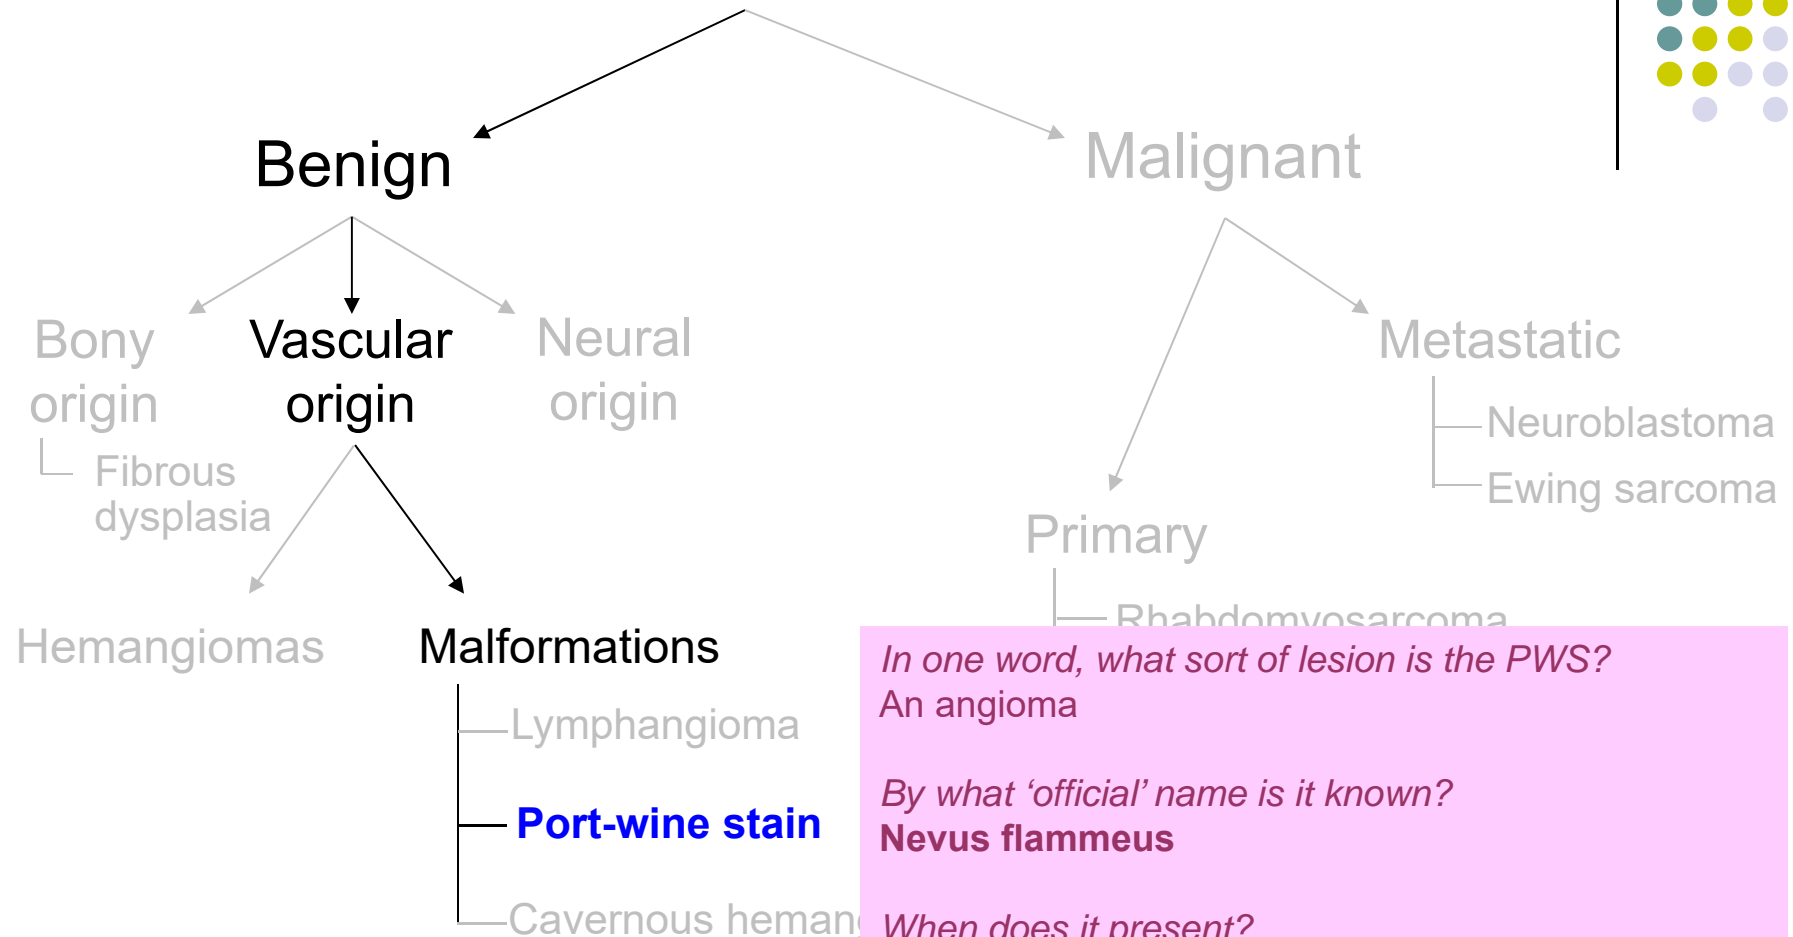 Benign
Malignant
Bony
origin
Vascular
origin
Neural
origin
Metastatic
Fibrous
dysplasia
Neuroblastoma
Ewing sarcoma
Primary
Rhabdomyosarcoma
Hemangiomas
Malformations
Lymphangioma
Port-wine stain
Cavernous
In one word, what sort of lesion is the PWS?
An angioma
By what ‘official’ name is it known?
Nevus flammeus
When does it present?